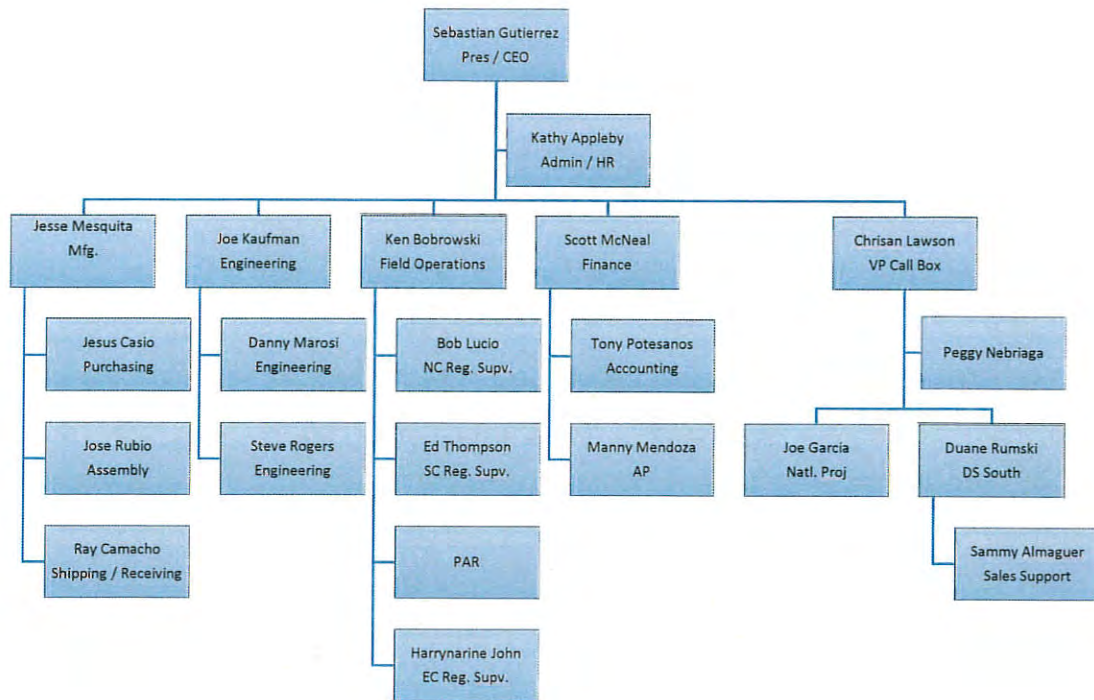 Sebastian Gutierrez
Pres / CEO
Kathy Appleby
Admin / HR
Jesse Mesquita
Mfg.
Joe Kaufman
Engineering
Ken Bobrowski
Field Operations
Scott McNeal
Finance
Chrisan Lawson
VP Call Box
Jesus Casio
Purchasing
Danny Marosi
Engineering
Bob Lucio
NC Reg. Supv.
Tony Potesanos
Accounting
Peggy Nebriaga
Jose Rubio
Assembly
Steve Rogers
Engineering
Ed Thompson
SC Reg. Supv.
Manny Mendoza
AP
Joe Garcia
Natl. Proj
Duane Rumski
DS South
Ray Camacho
Shipping / Receiving
PAR
Sammy Almaguer
Sales Support
Harrynarine John
EC Reg. Supv.